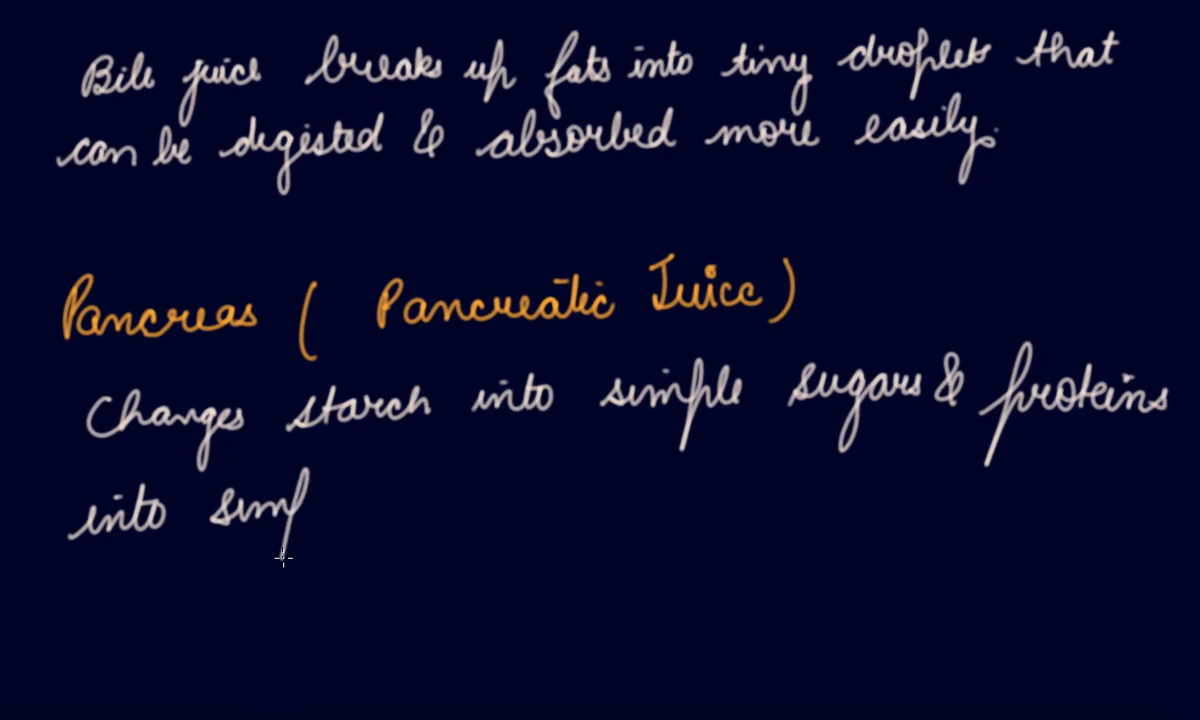 Bile juice breaks up fats into tiny droplets that
can be digested & absorbed more easily.
Pancreas ( Pancreatic Juice )
Changes starch into simple sugars & proteins
into simp